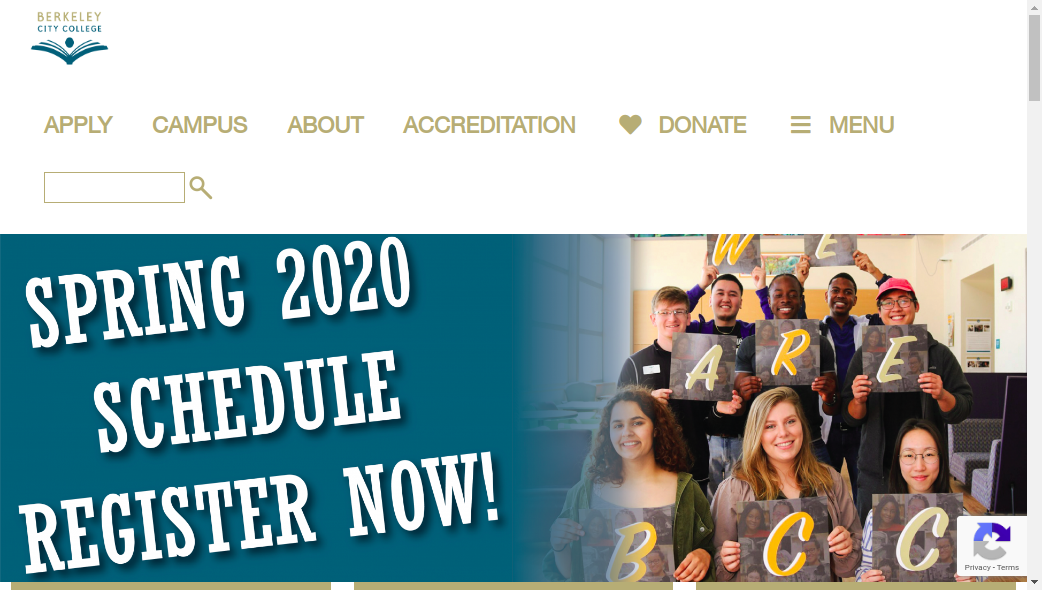 BERKELEY
CITY COLLEGE
APPLY CAMPUS ABOUT ACCREDITATION DONATE MENU
SPRING 2020
SCHEDULE
REGISTER NOW!
W E
A R E
B C C
Privacy - Terms